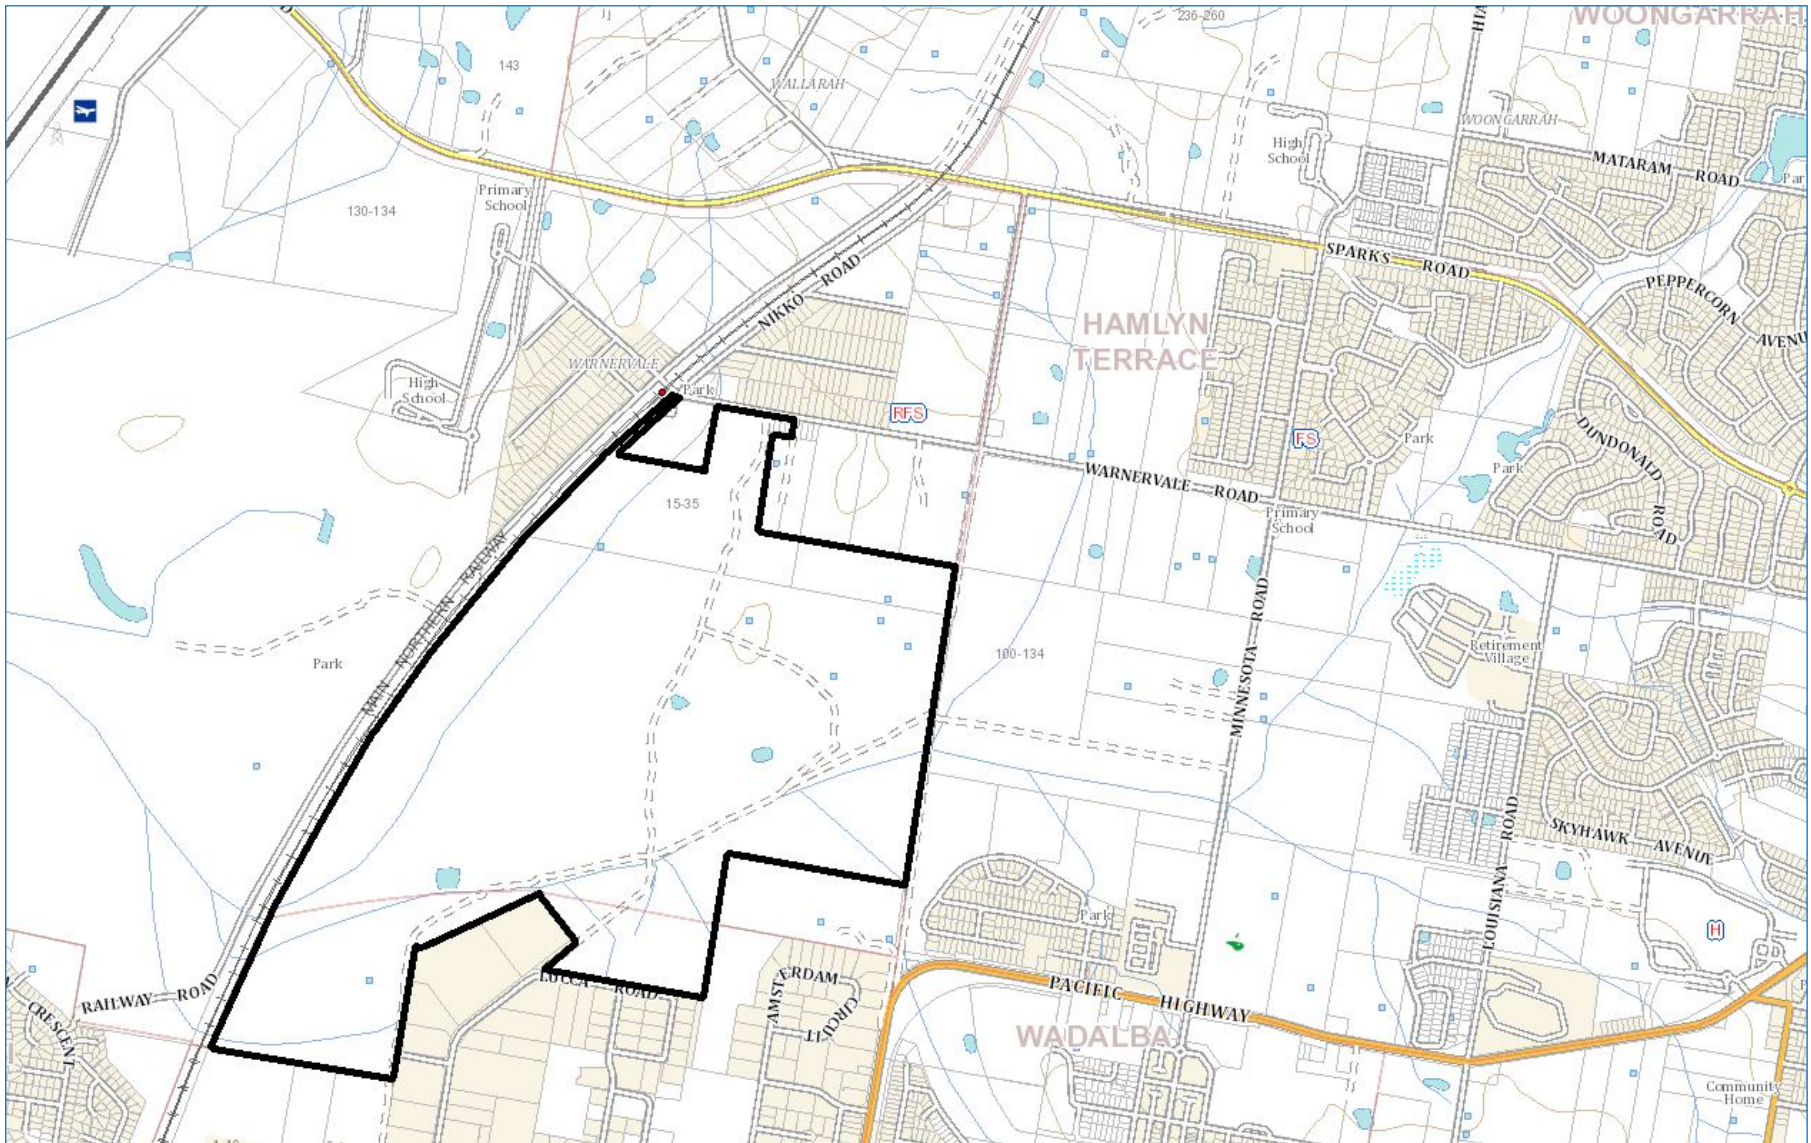 WOONGARRAH
236-260
143
WALLARAH
WOONGARRAH
High
School
MATARAM ROAD
Primary
School
130-134
SPARKS ROAD
NIKKO ROAD
PEPPERCORN
HAMLYN
TERRACE
WARNERVALE
Park
High
School
RFS
FS
Park
DUNDONALD
ROAD
Park
WARNERVALE ROAD
15-35
Primary
School
MAIN NORTHERN RAILWAY
MINNESOTA ROAD
Park
100-134
Retirement
Village
SKYHAWK AVENUE
LOUISIANA ROAD
Park
H
RAILWAY ROAD
LUCCA ROAD
AMSTERDAM
CIRCUIT
PACIFIC HIGHWAY
CRESCENT
WADALBA
Community
Home